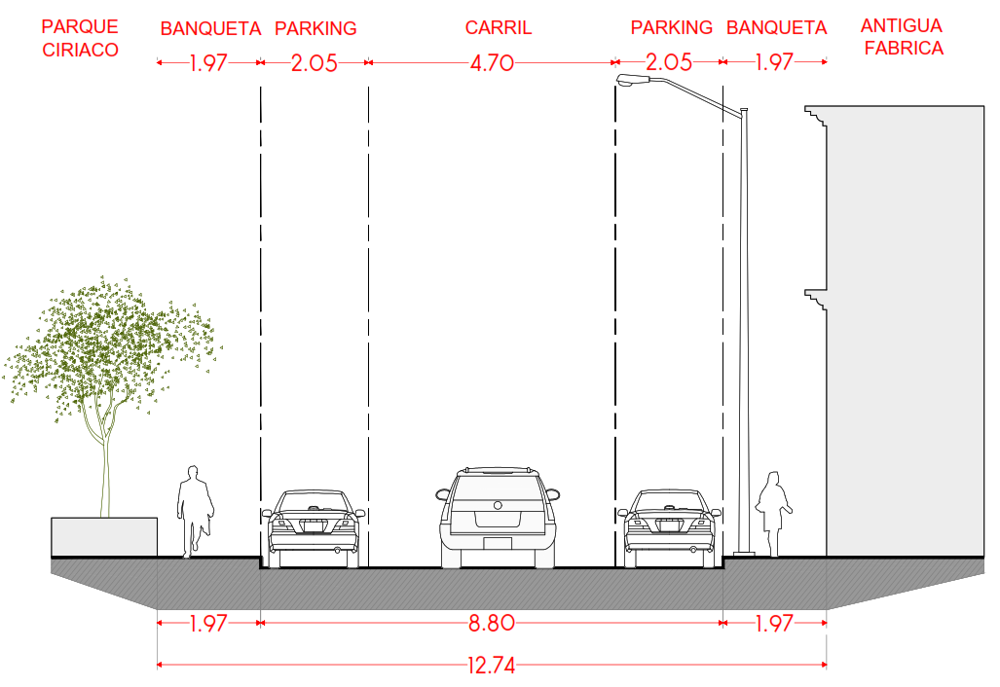 PARQUE
CIRIACO
BANQUETA
PARKING
CARRIL
PARKING
BANQUETA
ANTIGUA
FABRICA
1.97
2.05
4.70
2.05
1.97
1.97
8.80
1.97
12.74